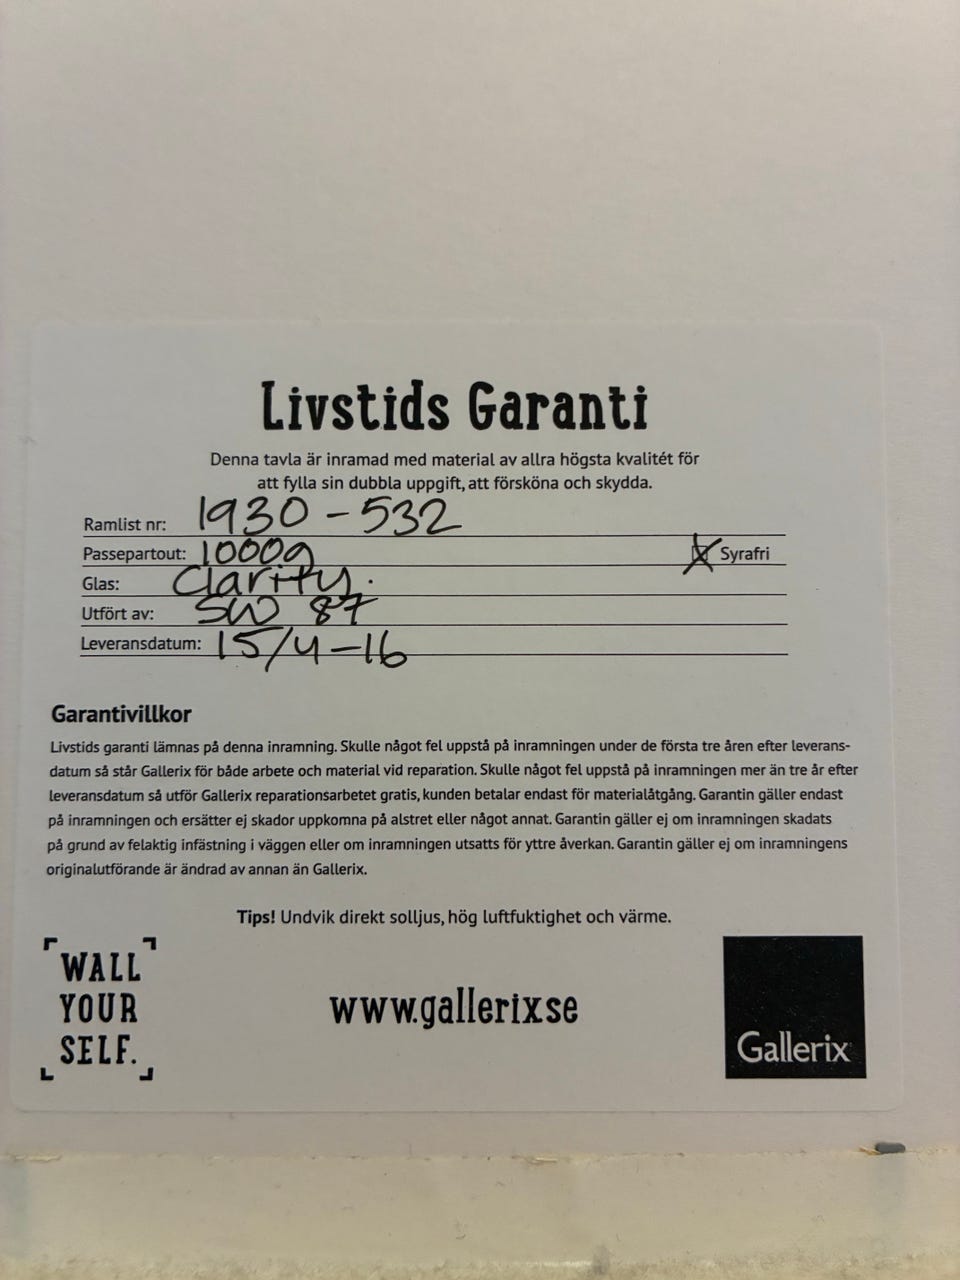 Livstids Garanti
Denna tavla är inramad med material av allra högsta kvalitét för
att fylla sin dubbla uppgift, att försköna och skydda.
Ramlist nr: 1930-532
Passepartout: 1000g Syrafri
Glas: Clarity.
Utfört av: SW 87
Leveransdatum: 15/4-16
Garantivillkor
Livstids garanti lämnas på denna inramning. Skulle något fel uppstå på inramningen under de första tre åren efter leverans-
datum så står Gallerix för både arbete och material vid reparation. Skulle något fel uppstå på inramningen mer än tre år efter
leveransdatum så utför Gallerix reparationsarbetet gratis, kunden betalar endast för materialåtgång. Garantin gäller endast
på inramningen och ersätter ej skador uppkomna på alstret eller något annat. Garantin gäller ej om inramningen skadats
på grund av felaktig infästning i väggen eller om inramningen utsatts för yttre åverkan. Garantin gäller ej om inramningens
originalutförande är ändrad av annan än Gallerix.
Tips! Undvik direkt solljus, hög luftfuktighet och värme.
WALL
YOUR
SELF.
www.gallerix.se
Gallerix